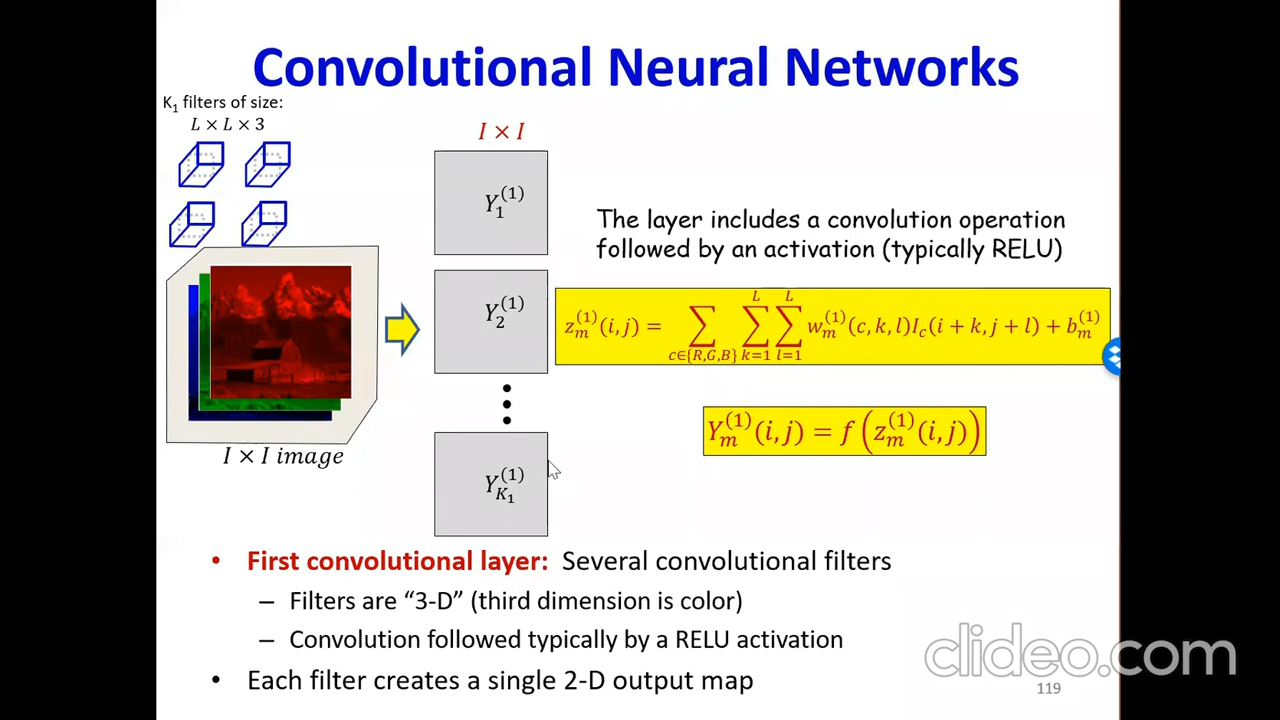 Convolutional Neural Networks
K₁ filters of size:
L × L × 3
I × I
Y₁⁽¹⁾
Y₂⁽¹⁾
Y_{K₁}⁽¹⁾
I × I image
The layer includes a convolution operation
followed by an activation (typically RELU)
z_m^{(1)}(i, j) = ∑_{c∈{R,G,B}} ∑_{k=1}^{L} ∑_{l=1}^{L} w_m^{(1)}(c, k, l)I_c(i + k, j + l) + b_m^{(1)}
Y_m^{(1)}(i, j) = f(z_m^{(1)}(i, j))
• First convolutional layer: Several convolutional filters
– Filters are “3-D” (third dimension is color)
– Convolution followed typically by a RELU activation
• Each filter creates a single 2-D output map
clideo.com
119